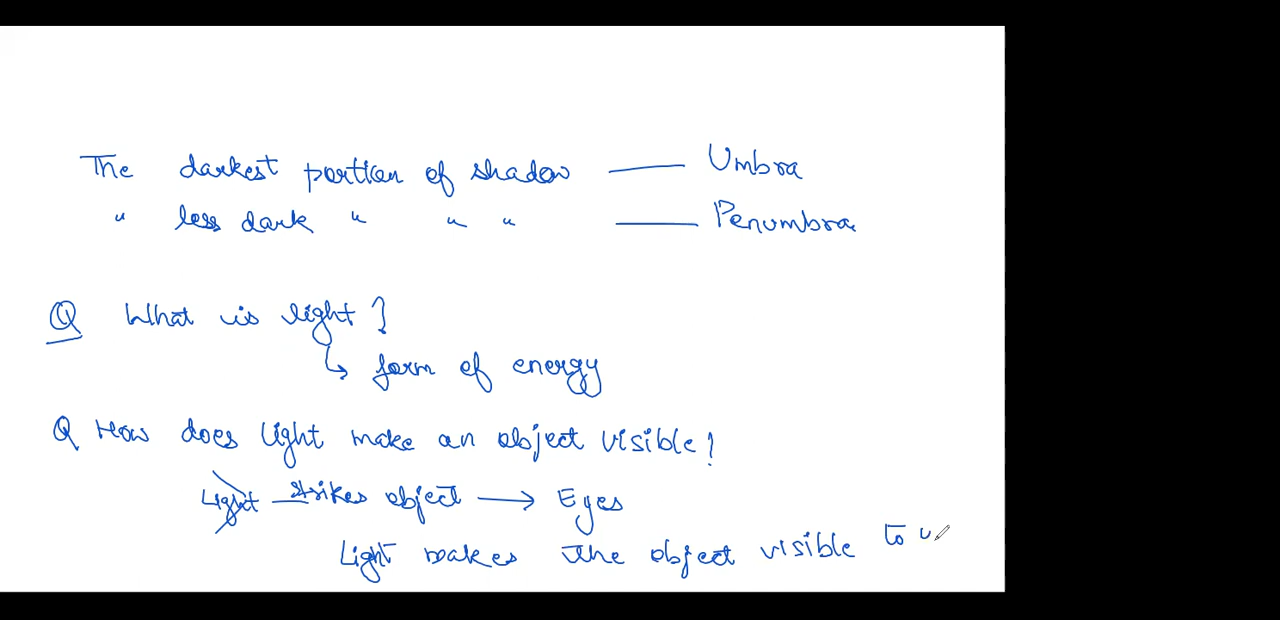 The darkest portion of shadow — Umbra
" less dark " " " — Penumbra
Q What is light?
↳ form of energy
Q How does light make an object visible?
Light strikes object → Eyes
Light makes the object visible to